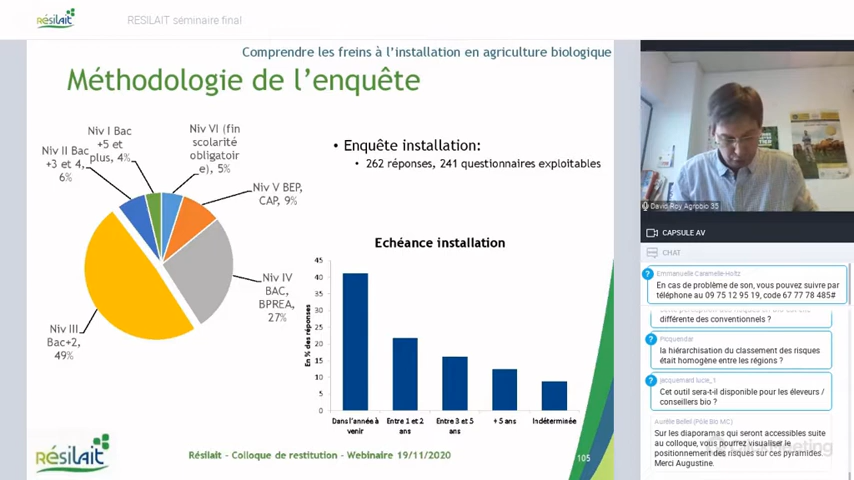 résilait
RESILAIT séminaire final
Comprendre les freins à l'installation en agriculture biologique
Méthodologie de l'enquête
Niv I Bac
+5 et
plus, 4%
Niv II Bac
+3 et 4,
6%
Niv VI (fin
scolarité
obligatoir
e), 5%
Niv V BEP,
CAP, 9%
Niv IV
BAC,
BPREA,
27%
Niv III
Bac+2,
49%
• Enquête installation:
• 262 réponses, 241 questionnaires exploitables
Echéance installation
En % des réponses
45
40
35
30
25
20
15
10
5
0
Dans l'année à
venir
Entre 1 et 2
ans
Entre 3 et 5
ans
+ 5 ans
Indéterminée
résilait
Résilait - Colloque de restitution - Webinaire 19/11/2020
105
David Roy Agrobio 35
CAPSULE AV
CHAT
Emmanuelle Caramelle-Holtz
En cas de problème de son, vous pouvez suivre par
téléphone au 09 75 12 95 19, code 67 77 78 485#
différente des conventionnels ?
Picquendar
la hiérarchisation du classement des risques
était homogène entre les régions ?
jacquemard lucie_1
Cet outil sera-t-il disponible pour les éleveurs /
conseillers bio ?
Aurélie Belleil (Pôle Bio MC)
Sur les diaporamas qui seront accessibles suite
au colloque, vous pourrez visualiser le
positionnement des risques sur ces pyramides.
Merci Augustine.